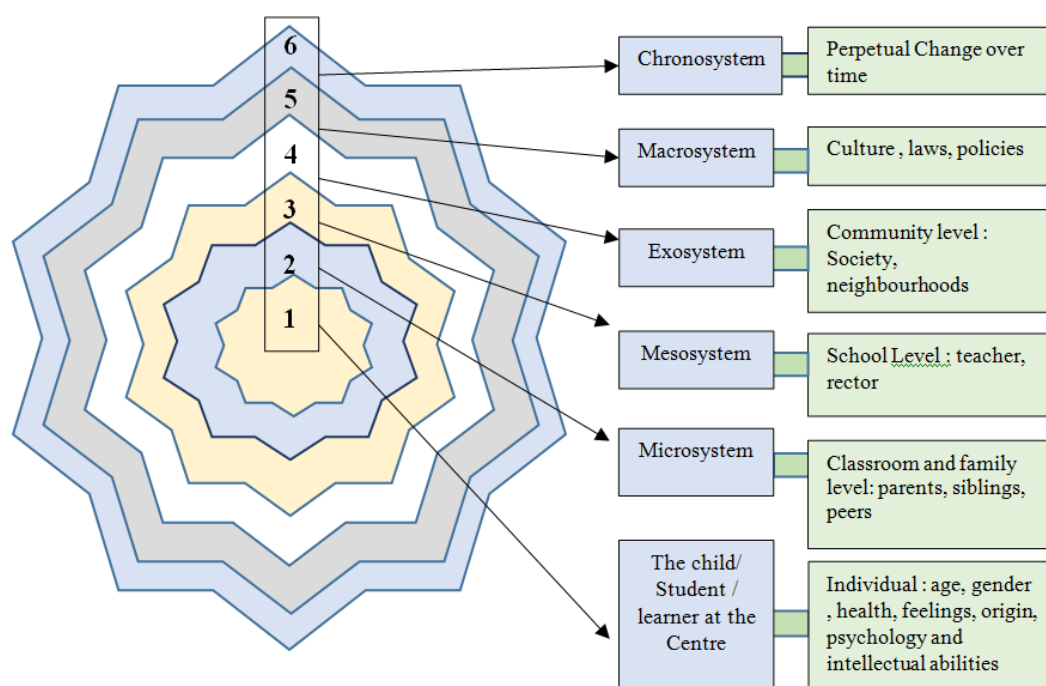 6
5
4
3
2
1
Chronosystem
Perpetual Change over
time
Macrosystem
Culture , laws, policies
Exosystem
Community level :
Society,
neighbourhoods
Mesosystem
School Level : teacher,
rector
Microsystem
Classroom and family
level: parents, siblings,
peers
The child/
Student /
learner at the
Centre
Individual : age, gender
, health, feelings, origin,
psychology and
intellectual abilities